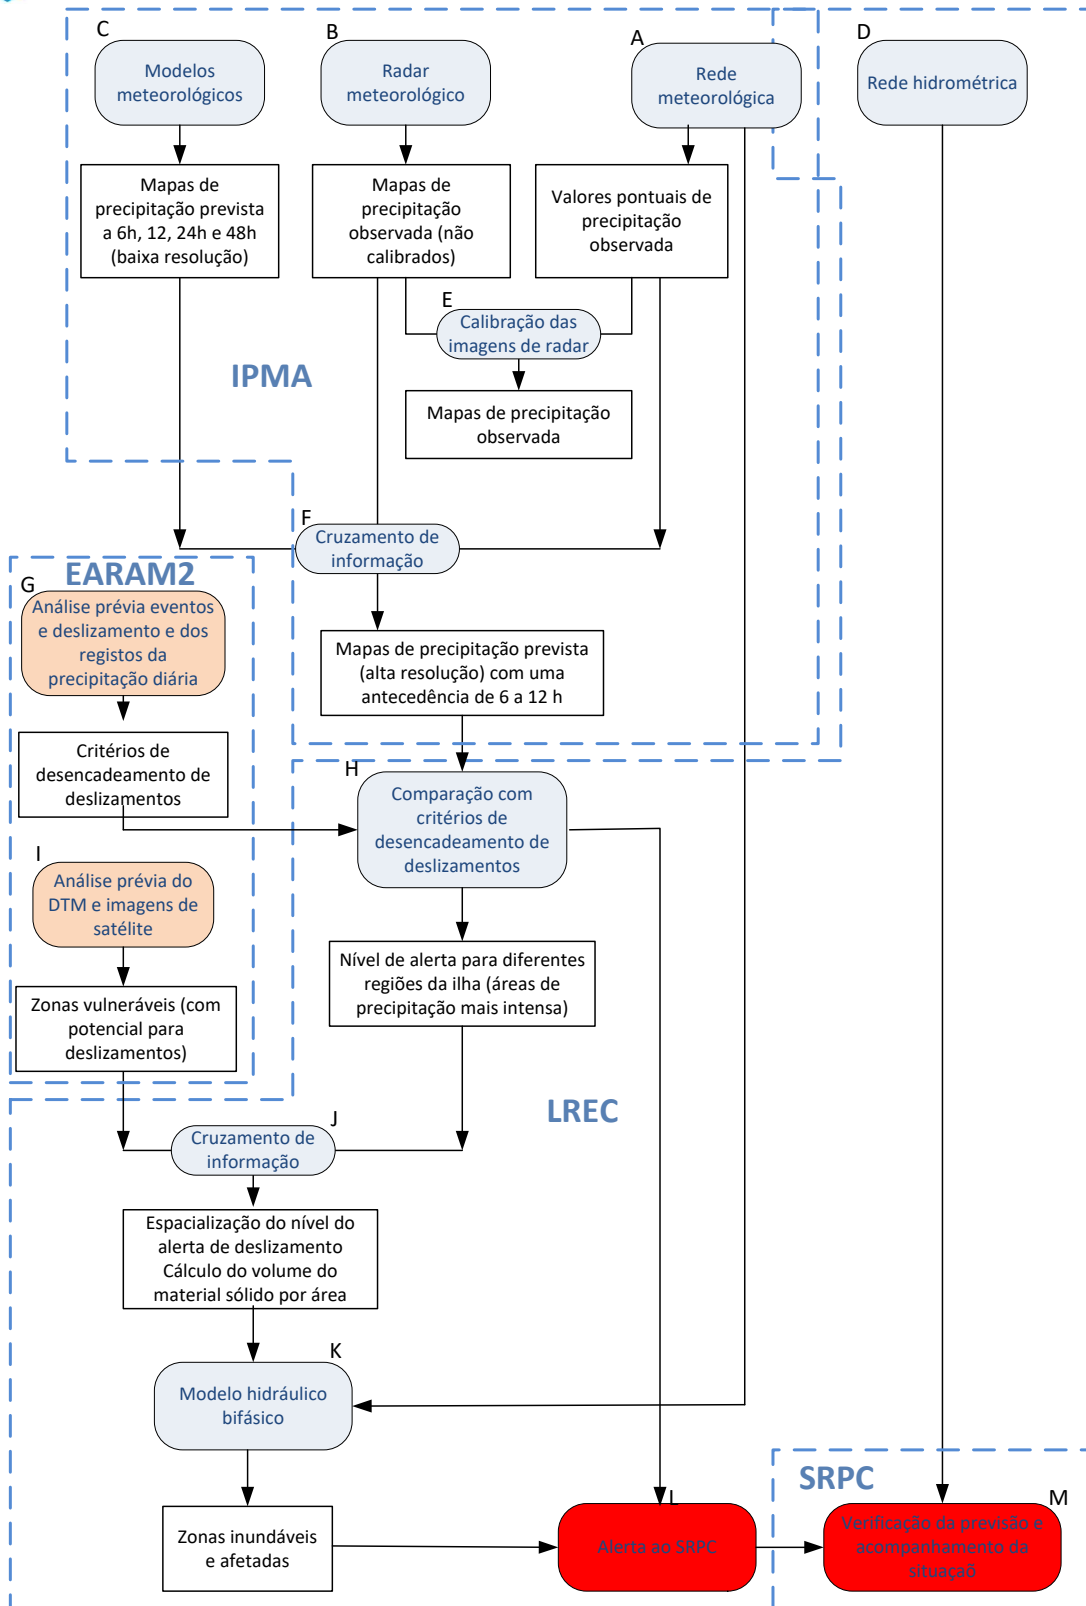 C
B
A
D
Modelos
meteorológicos
Radar
meteorológico
Rede
meteorológica
Rede hidrométrica
Mapas de
precipitação prevista
a 6h, 12, 24h e 48h
(baixa resolução)
Mapas de
precipitação
observada (não
calibrados)
Valores pontuais de
precipitação
observada
E
Calibração das
imagens de radar
IPMA
Mapas de precipitação
observada
F
Cruzamento de
informação
EARAM2
G
Análise prévia eventos
e deslizamento e dos
registos da
precipitação diária
Mapas de precipitação prevista
(alta resolução) com uma
antecedência de 6 a 12 h
Critérios de
desencadeamento de
deslizamentos
H
Comparação com
critérios de
desencadeamento de
deslizamentos
I
Análise prévia do
DTM e imagens de
satélite
Nível de alerta para diferentes
regiões da ilha (áreas de
precipitação mais intensa)
Zonas vulneráveis (com
potencial para
deslizamentos)
LREC
J
Cruzamento de
informação
Espacialização do nível do
alerta de deslizamento
Cálculo do volume do
material sólido por área
K
Modelo hidráulico
bifásico
SRPC
Zonas inundáveis
e afetadas
L
Alerta ao SRPC
M
Verificação da previsão e
acompanhamento da
situaçaõ